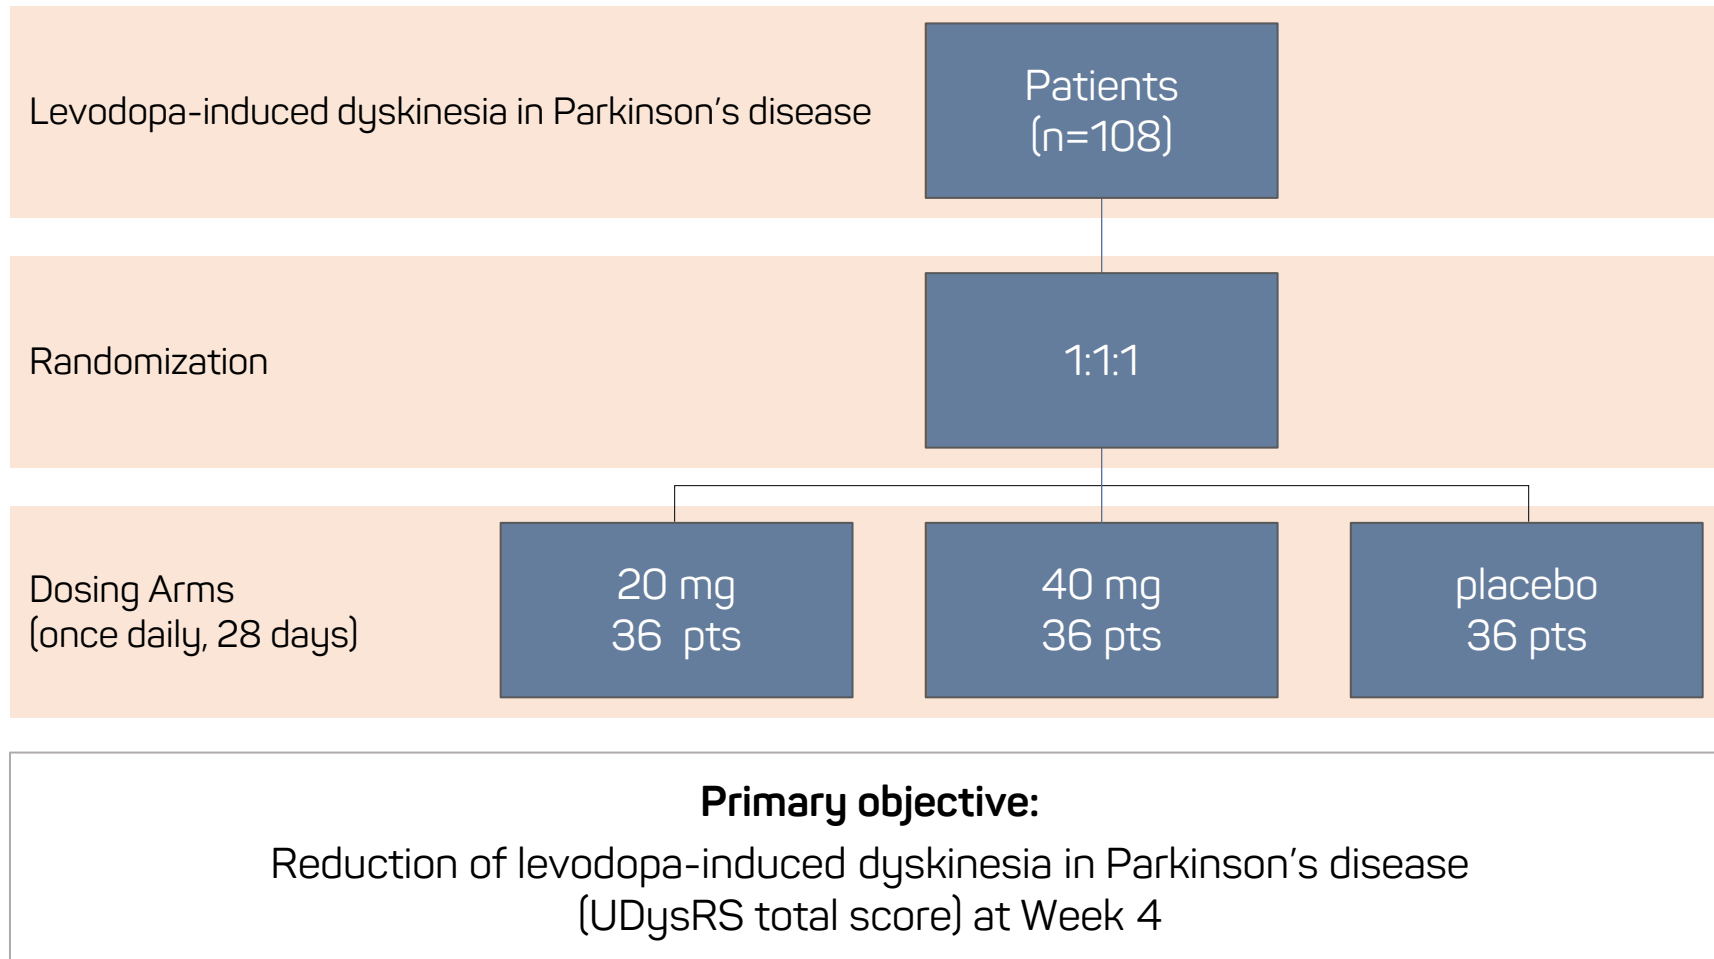 Levodopa-induced dyskinesia in Parkinson’s disease
Patients
(n=108)
Randomization
1:1:1
Dosing Arms
(once daily, 28 days)
20 mg
36 pts
40 mg
36 pts
placebo
36 pts
Primary objective:
Reduction of levodopa-induced dyskinesia in Parkinson’s disease
(UDysRS total score) at Week 4